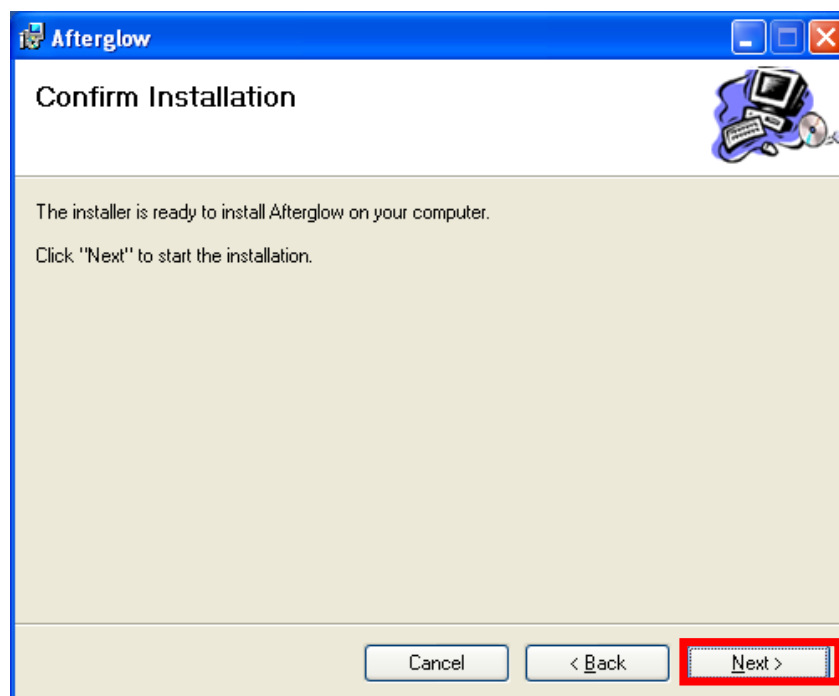 Afterglow
Confirm Installation
The installer is ready to install Afterglow on your computer.
Click "Next" to start the installation.
Cancel
< Back
Next >